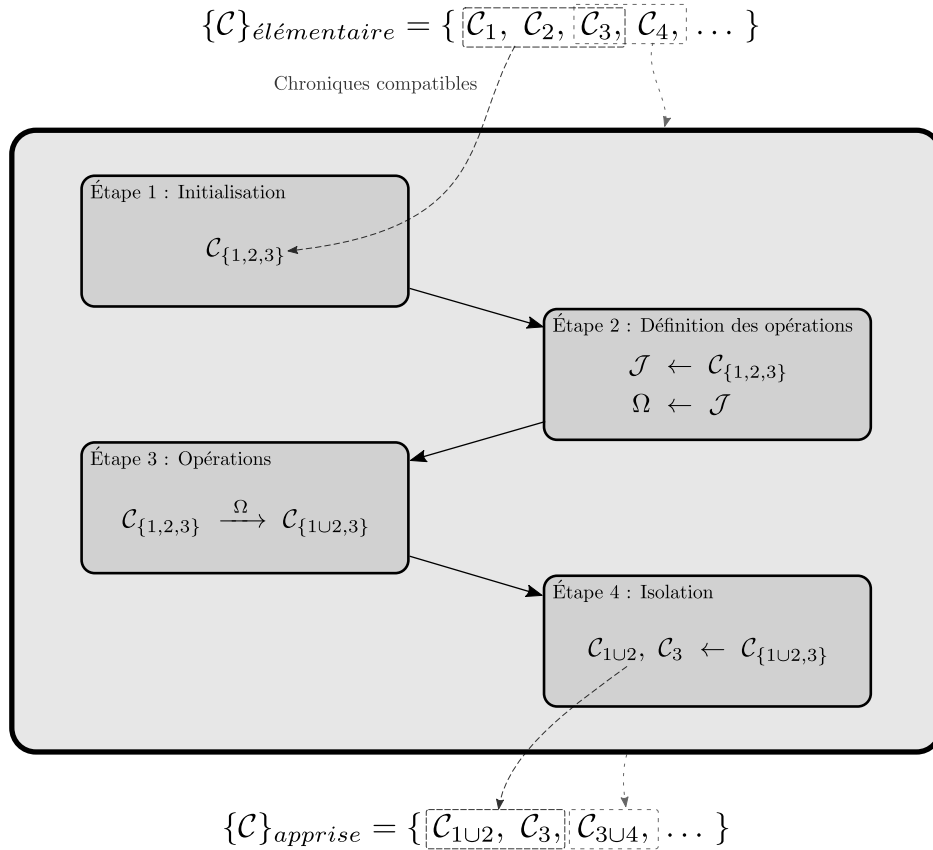 {𝒞}élémentaire = { 𝒞1, 𝒞2, 𝒞3, 𝒞4, … }
Chroniques compatibles
Étape 1 : Initialisation
𝒞{1,2,3}
Étape 2 : Définition des opérations
𝒥 ← 𝒞{1,2,3}
Ω ← 𝒥
Étape 3 : Opérations
𝒞{1,2,3} —Ω→ 𝒞{1∪2,3}
Étape 4 : Isolation
𝒞1∪2, 𝒞3 ← 𝒞{1∪2,3}
{𝒞}apprise = { 𝒞1∪2, 𝒞3, 𝒞3∪4, … }